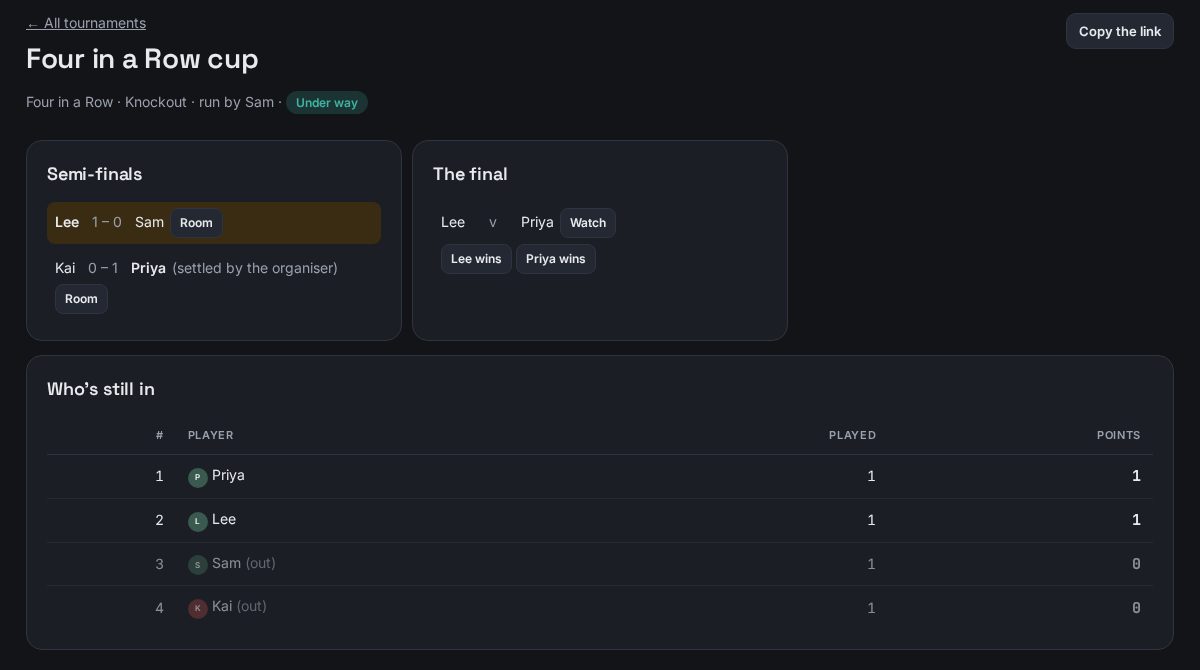 ← All tournaments
Copy the link
Four in a Row cup
Four in a Row · Knockout · run by Sam · Under way
Semi-finals
Lee 1 – 0 Sam Room
Kai 0 – 1 Priya (settled by the organiser)
Room
The final
Lee v Priya Watch
Lee wins Priya wins
Who’s still in
# PLAYER PLAYED POINTS
1 P Priya 1 1
2 L Lee 1 1
3 S Sam (out) 1 0
4 K Kai (out) 1 0